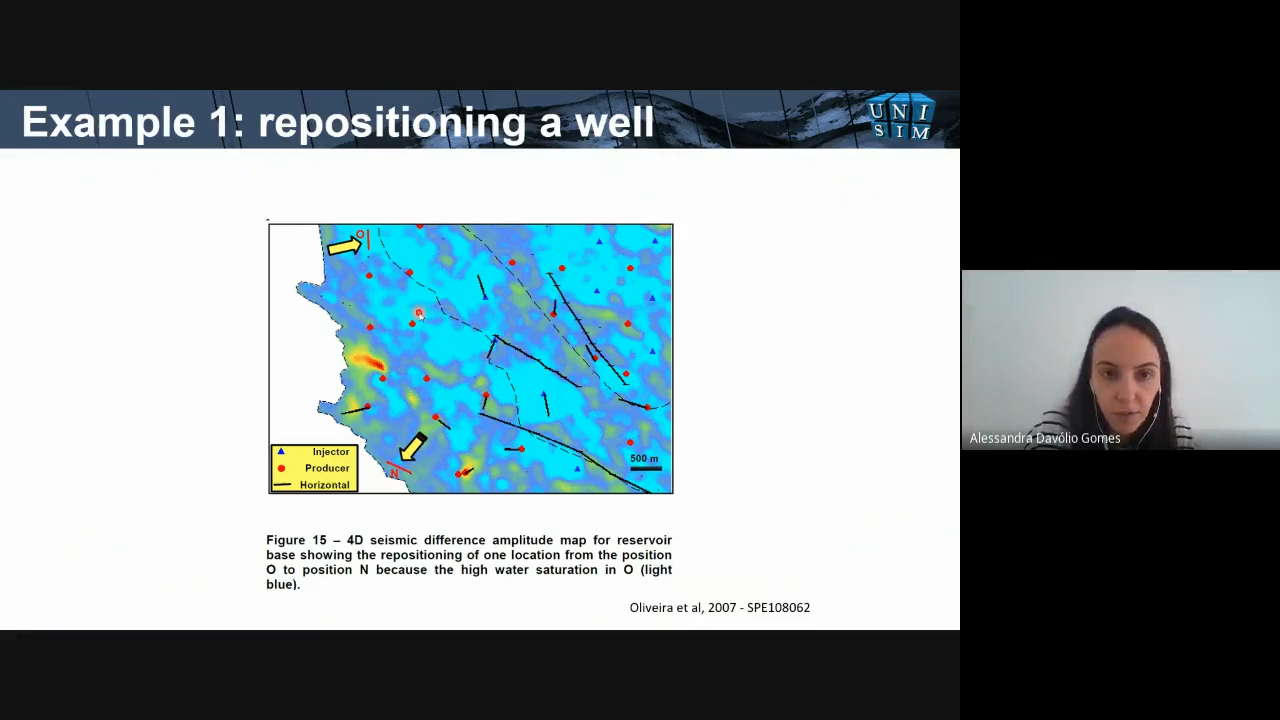 Example 1: repositioning a well
UNI
SIM
O
N
Injector
Producer
Horizontal
500 m
Figure 15 – 4D seismic difference amplitude map for reservoir
base showing the repositioning of one location from the position
O to position N because the high water saturation in O (light
blue).
Oliveira et al, 2007 - SPE108062
Alessandra Davólio Gomes